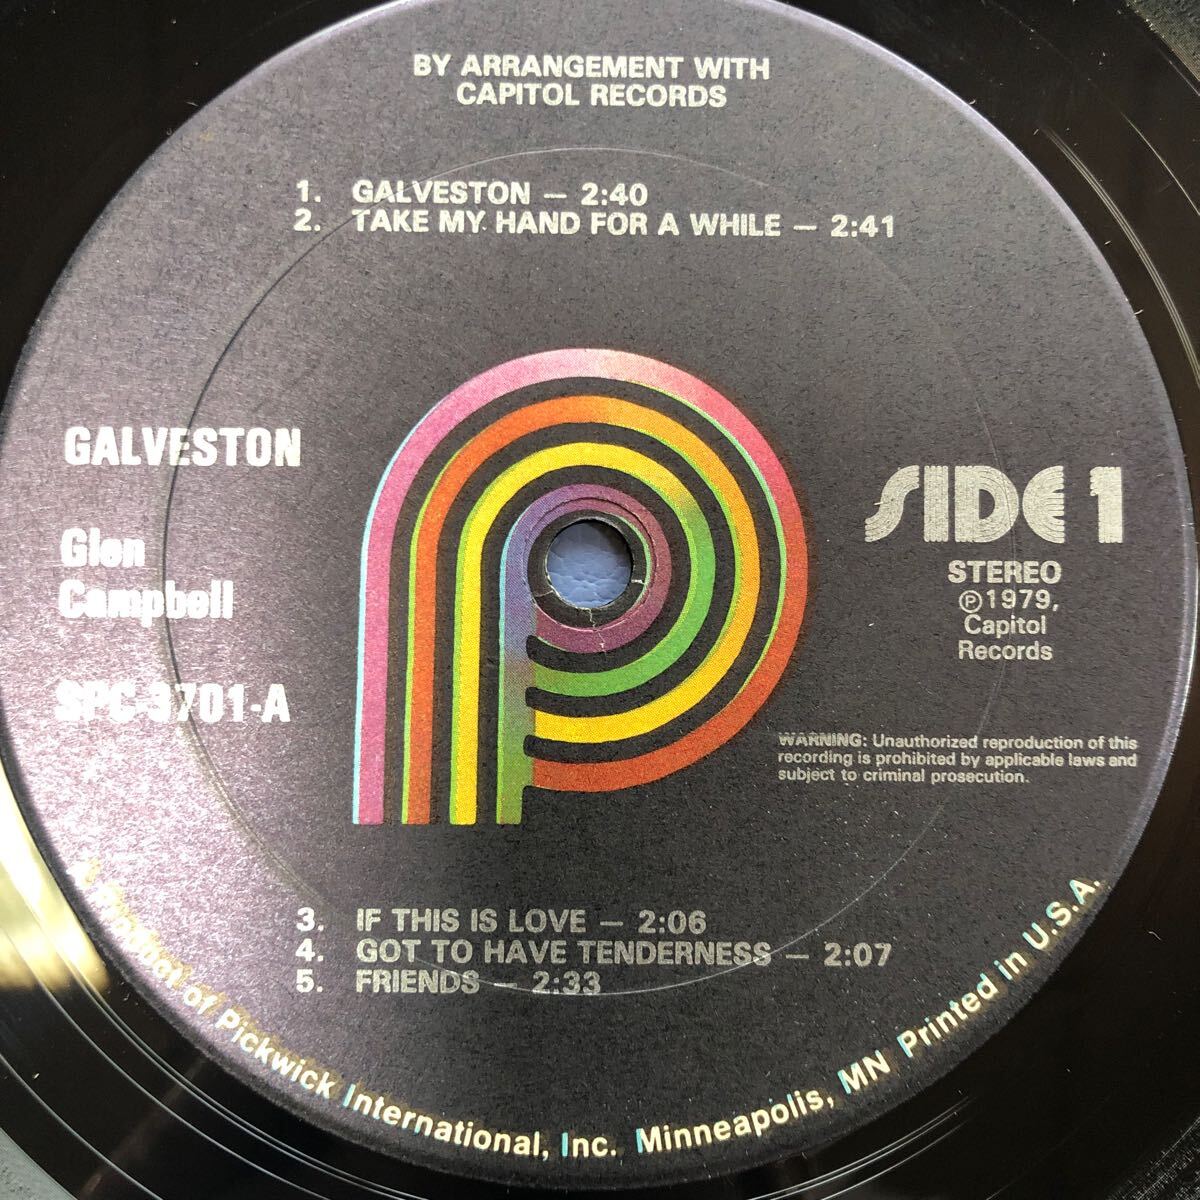 BY ARRANGEMENT WITH
CAPITOL RECORDS
1. GALVESTON — 2:40
2. TAKE MY HAND FOR A WHILE — 2:41
GALVESTON
Glen
Campbell
SPC-3701-A
SIDE 1
STEREO
Ⓟ1979,
Capitol
Records
WARNING: Unauthorized reproduction of this
recording is prohibited by applicable laws and
subject to criminal prosecution.
3. IF THIS IS LOVE — 2:06
4. GOT TO HAVE TENDERNESS — 2:07
5. FRIENDS — 2:33
A Product of Pickwick International, Inc. Minneapolis, MN Printed in U.S.A.